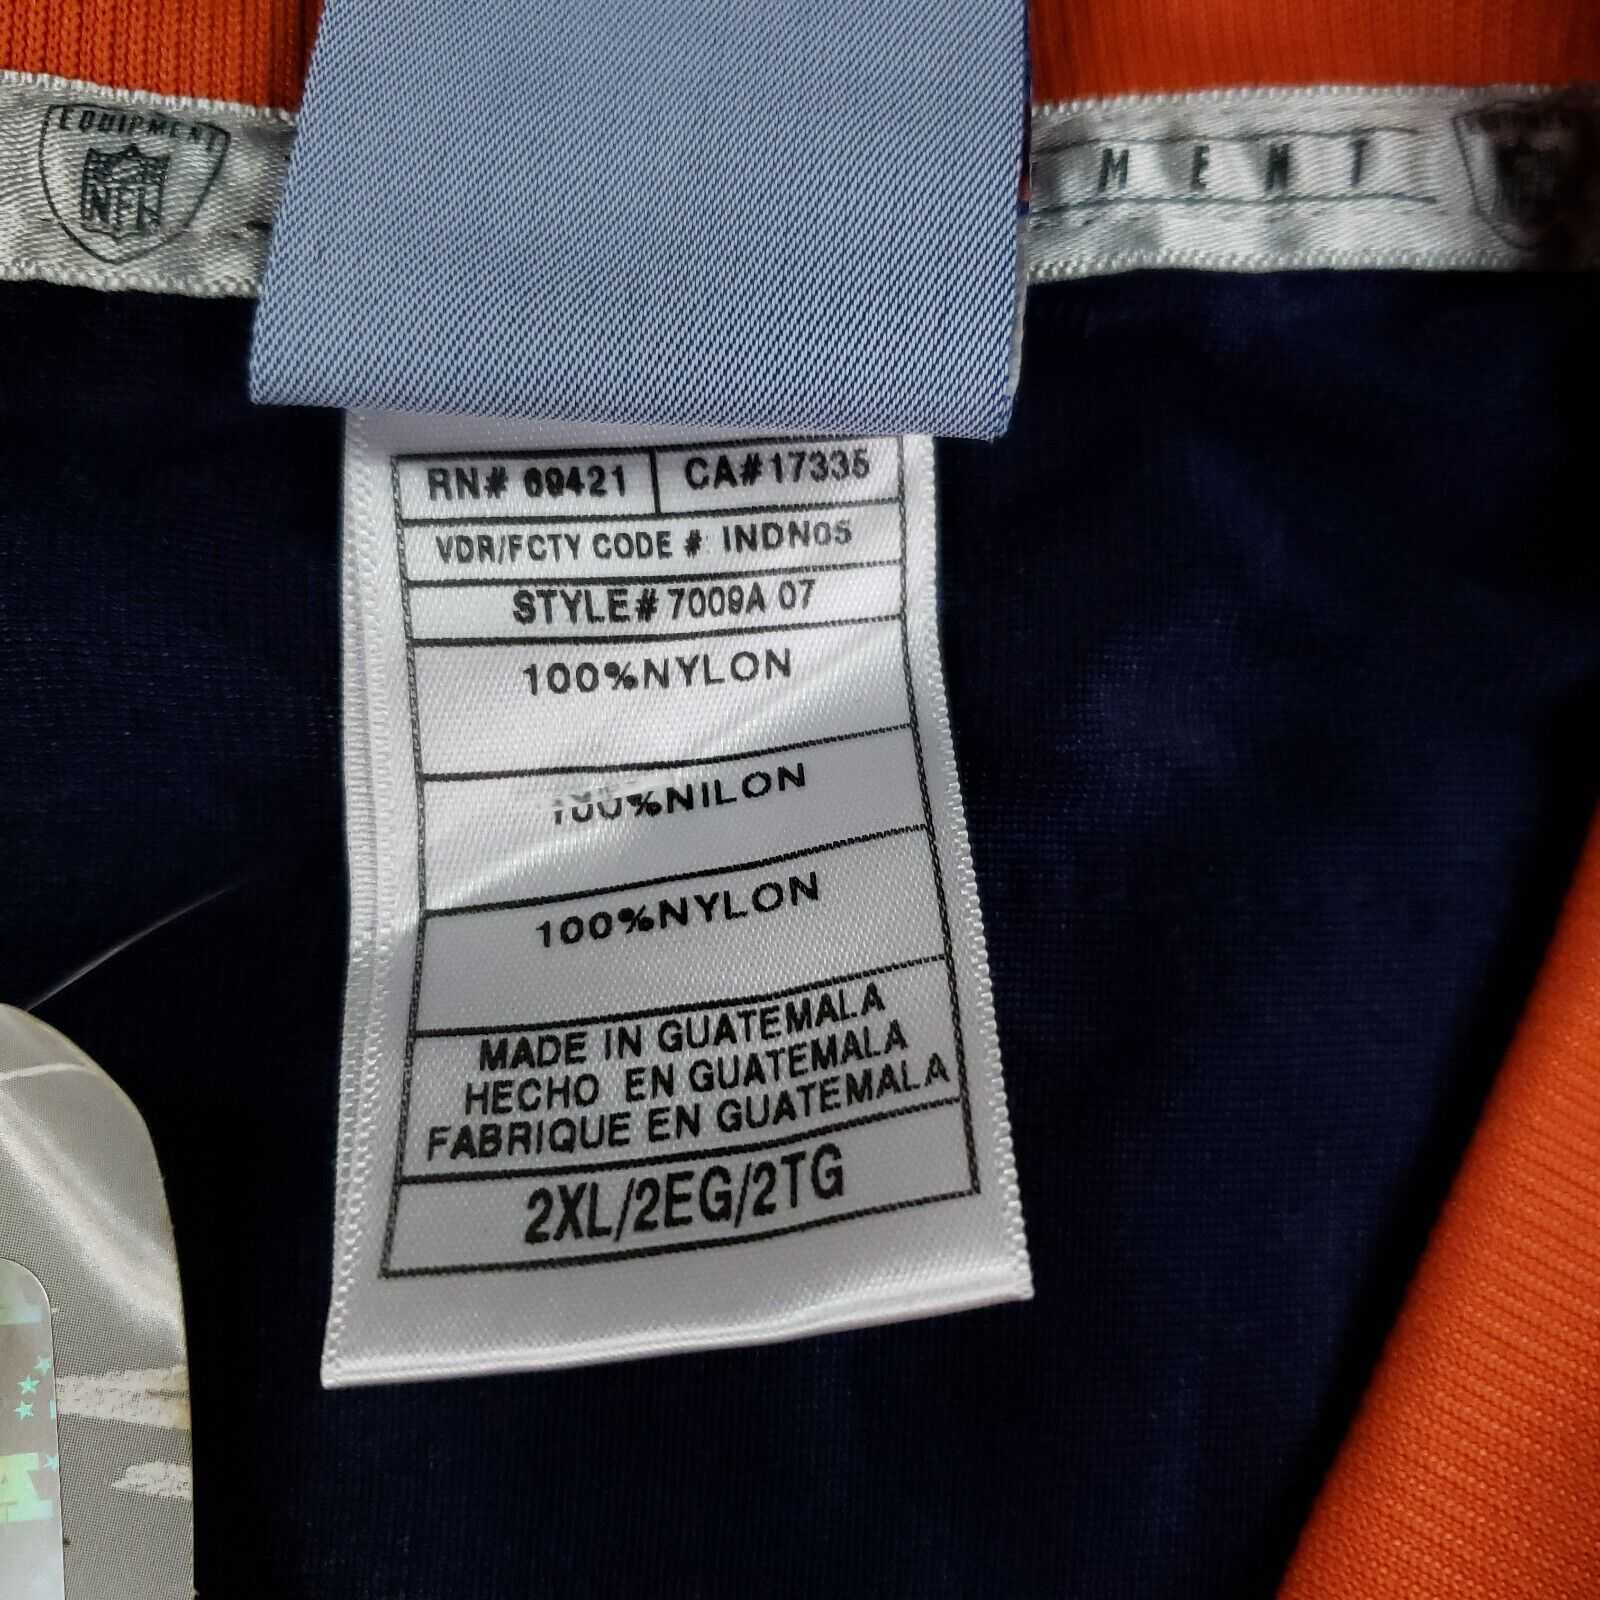 EQUIPMENT
NFL
MENT
RN# 69421 CA#17335
VDR/FCTY CODE # INDN05
STYLE# 7009A 07
100%NYLON
100%NILON
100%NYLON
MADE IN GUATEMALA
HECHO EN GUATEMALA
FABRIQUE EN GUATEMALA
2XL/2EG/2TG